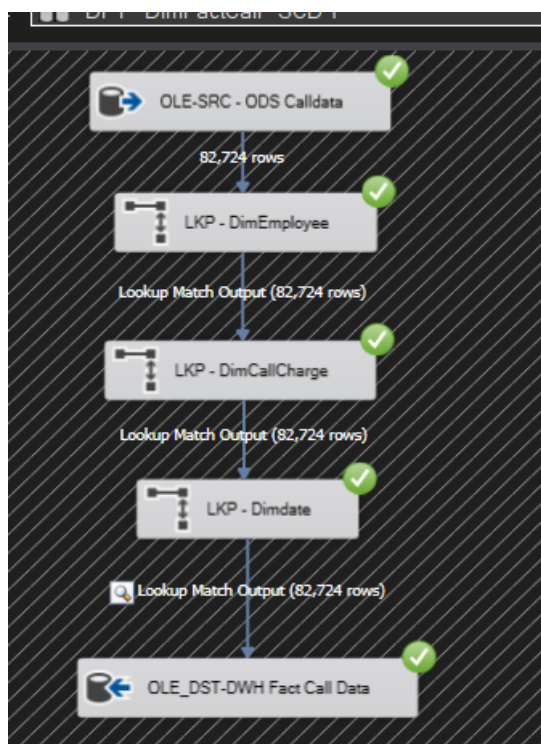 OLE-SRC - ODS Calldata
82,724 rows
LKP - DimEmployee
Lookup Match Output (82,724 rows)
LKP - DimCallCharge
Lookup Match Output (82,724 rows)
LKP - Dimdate
Lookup Match Output (82,724 rows)
OLE_DST-DWH Fact Call Data